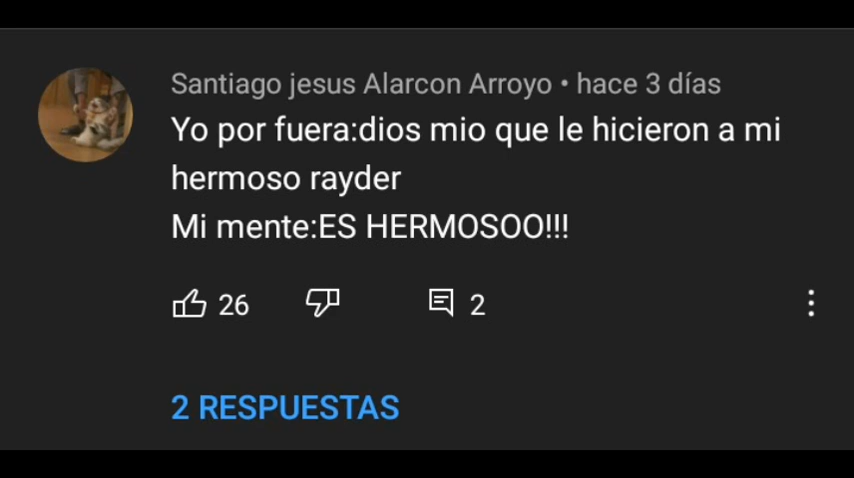 Santiago jesus Alarcon Arroyo • hace 3 días
Yo por fuera:dios mio que le hicieron a mi
hermoso rayder
Mi mente:ES HERMOSOO!!!
26 2
2 RESPUESTAS